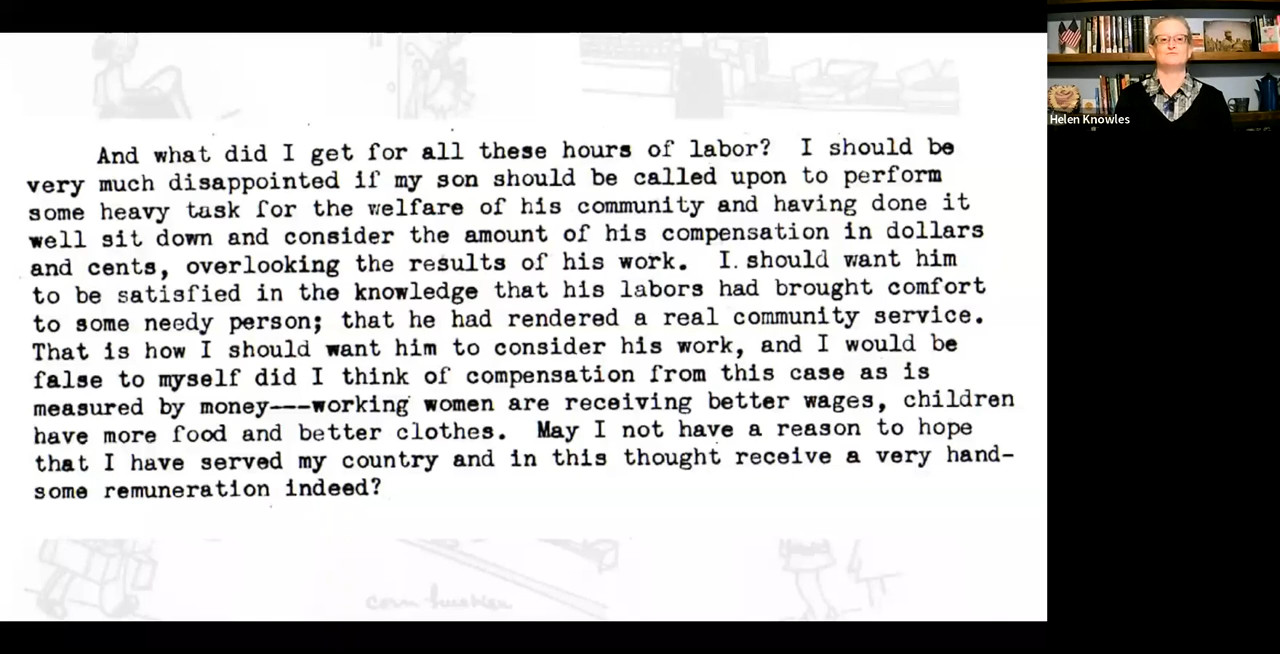 And what did I get for all these hours of labor? I should be
very much disappointed if my son should be called upon to perform
some heavy task for the welfare of his community and having done it
well sit down and consider the amount of his compensation in dollars
and cents, overlooking the results of his work. I.should want him
to be satisfied in the knowledge that his labors had brought comfort
to some needy person; that he had rendered a real community service.
That is how I should want him to consider his work, and I would be
false to myself did I think of compensation from this case as is
measured by money---working women are receiving better wages, children
have more food and better clothes. May I not have a reason to hope
that I have served my country and in this thought receive a very hand-
some remuneration indeed?
Helen Knowles